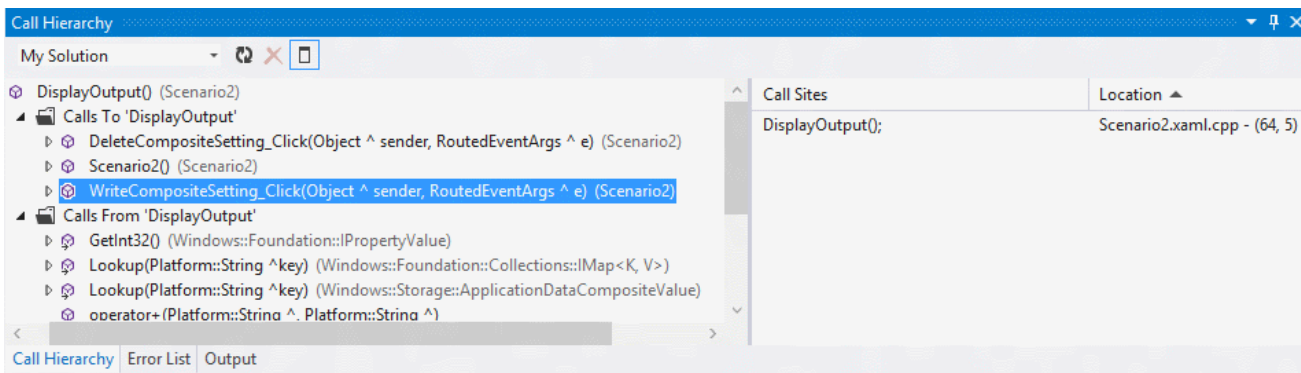 Call Hierarchy
My Solution
DisplayOutput() (Scenario2)
Calls To 'DisplayOutput'
DeleteCompositeSetting_Click(Object ^ sender, RoutedEventArgs ^ e) (Scenario2)
Scenario2() (Scenario2)
WriteCompositeSetting_Click(Object ^ sender, RoutedEventArgs ^ e) (Scenario2)
Calls From 'DisplayOutput'
GetInt32() (Windows::Foundation::IPropertyValue)
Lookup(Platform::String ^key) (Windows::Foundation::Collections::IMap<K, V>)
Lookup(Platform::String ^key) (Windows::Storage::ApplicationDataCompositeValue)
operator+(Platform::String ^, Platform::String ^)
Call Sites Location
DisplayOutput(); Scenario2.xaml.cpp - (64, 5)
Call Hierarchy Error List Output